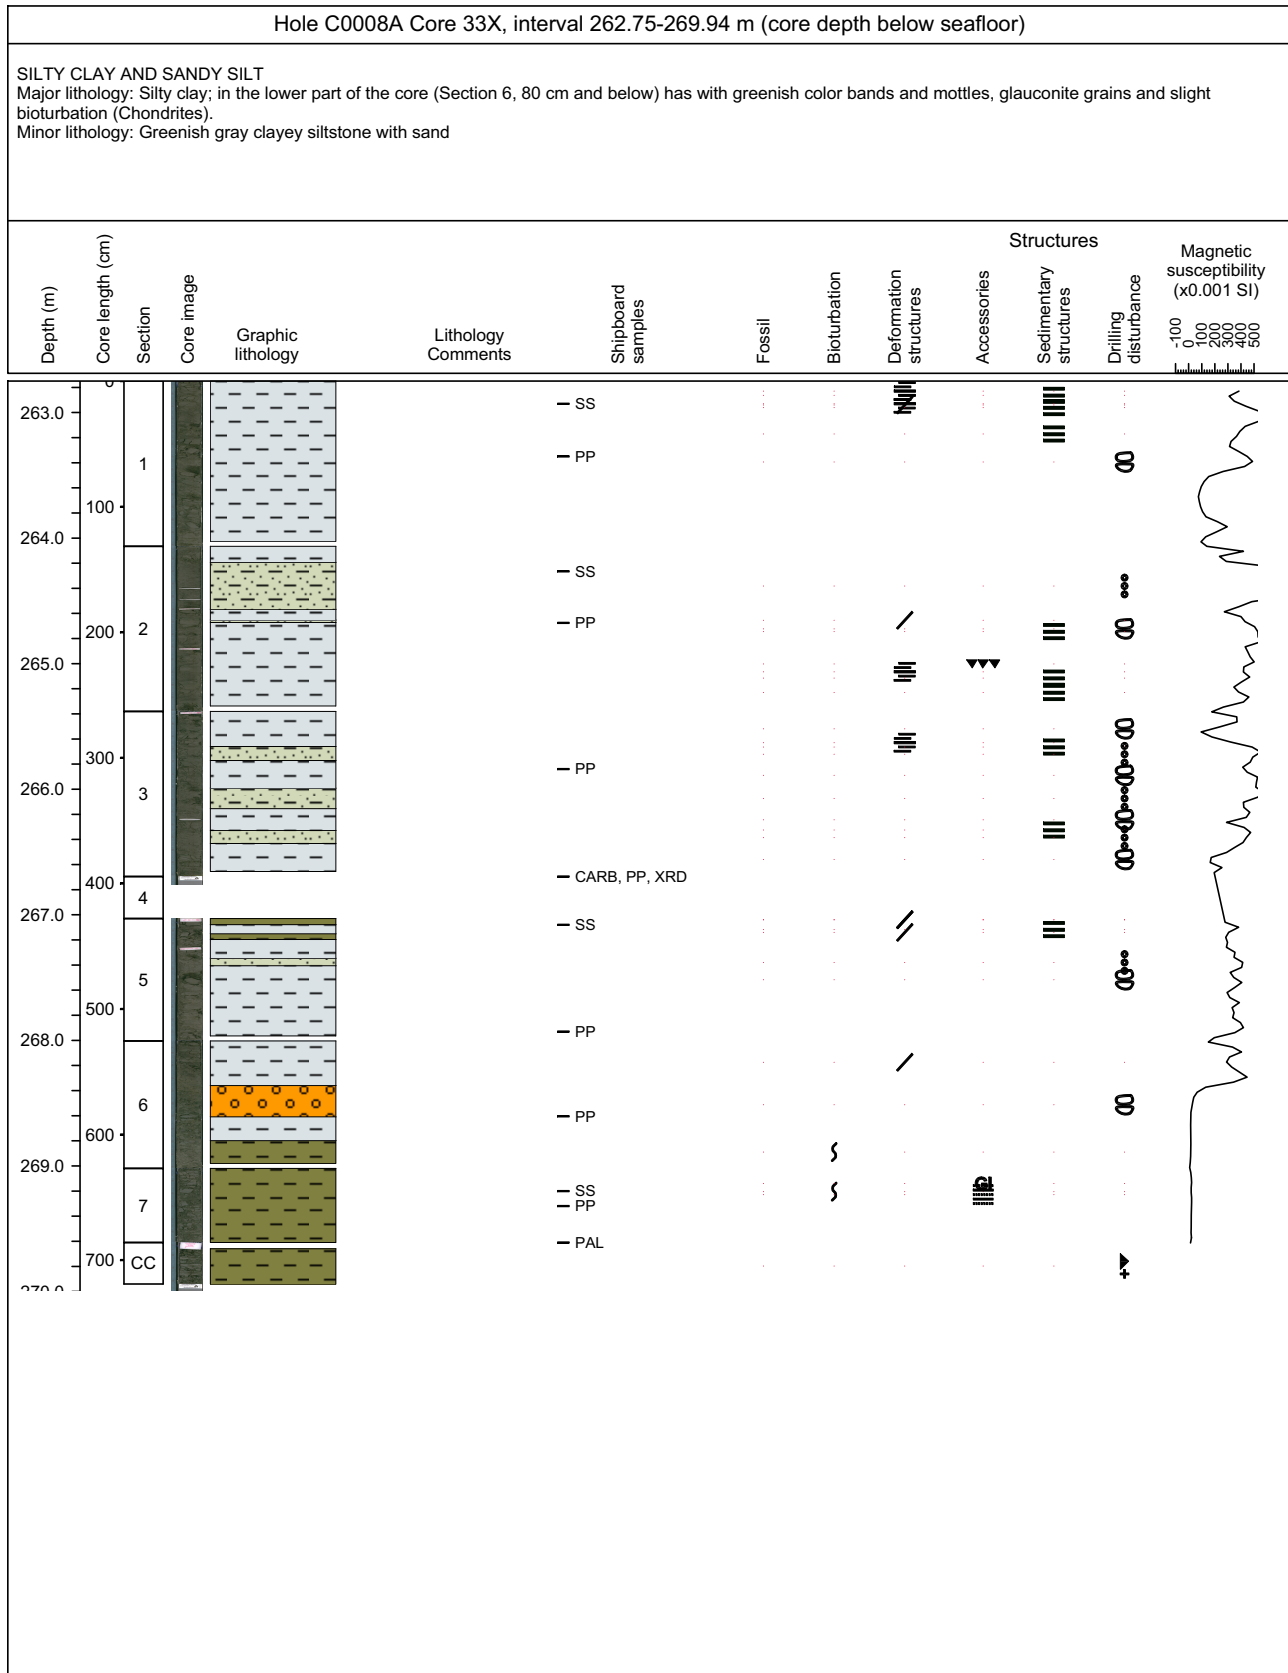 Hole C0008A Core 33X, interval 262.75-269.94 m (core depth below seafloor)
SILTY CLAY AND SANDY SILT
Major lithology: Silty clay; in the lower part of the core (Section 6, 80 cm and below) has with greenish color bands and mottles, glauconite grains and slight
bioturbation (Chondrites).
Minor lithology: Greenish gray clayey siltstone with sand
Structures
Depth (m)
Core length (cm)
Section
Core image
Graphic
lithology
Lithology
Comments
Shipboard
samples
Fossil
Bioturbation
Deformation
structures
Accessories
Sedimentary
structures
Drilling
disturbance
Magnetic
susceptibility
(x0.001 SI)
-100
0
100
200
300
400
500
0
263.0
SS
PP
1
100
264.0
SS
PP
2
200
265.0
300
PP
3
266.0
CARB, PP, XRD
400
4
267.0
SS
5
500
PP
268.0
6
PP
600
269.0
Gl
SS
7
PP
PAL
700
CC
270.0